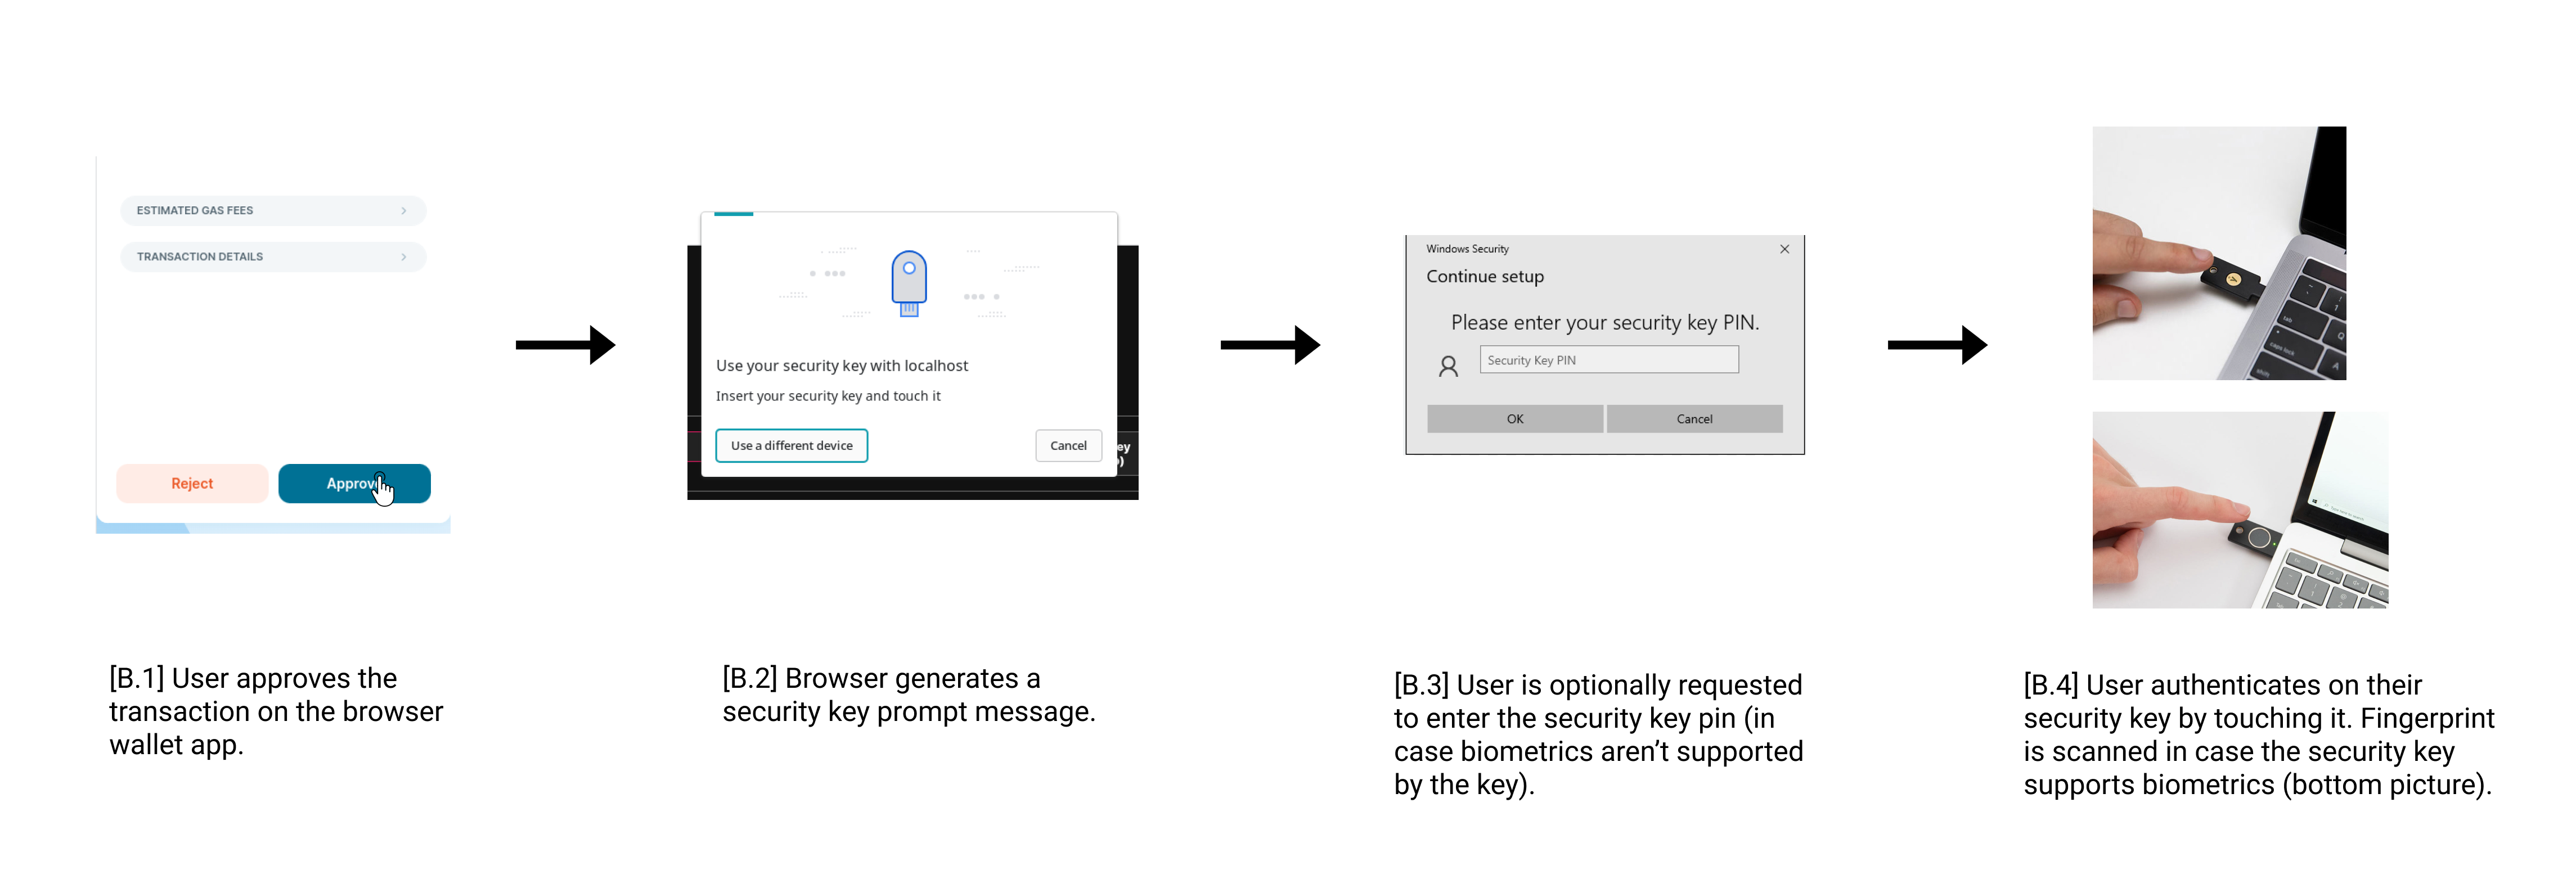 ESTIMATED GAS FEES
TRANSACTION DETAILS
Reject
[B.1] User approves the
transaction on the browser
wallet app.
Use your security key with localhost
Insert your security key and touch it
Use a different device
Cancel
ey
)
[B.2] Browser generates a
security key prompt message.
Windows Security
Continue setup
Please enter your security key PIN.
Security Key PIN
OK
Cancel
[B.3] User is optionally requested
to enter the security key pin (in
case biometrics aren’t supported
by the key).
tab
caps lock
Q
A
[B.4] User authenticates on their
security key by touching it. Fingerprint
is scanned in case the security key
supports biometrics (bottom picture).